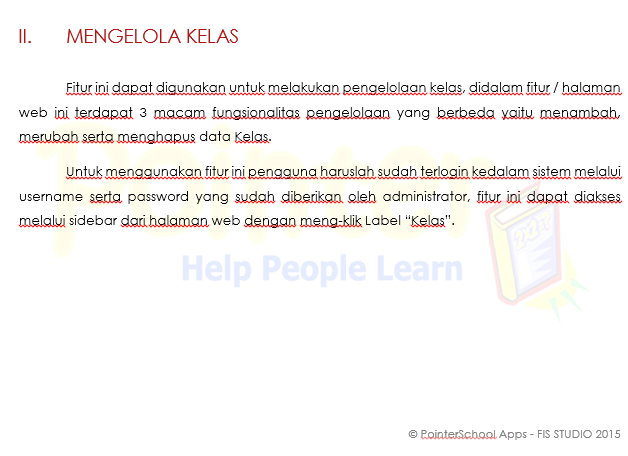 II. MENGELOLA KELAS
Fitur ini dapat digunakan untuk melakukan pengelolaan kelas, didalam fitur / halaman
web ini terdapat 3 macam fungsionalitas pengelolaan yang berbeda yaitu menambah,
merubah serta menghapus data Kelas.
Untuk menggunakan fitur ini pengguna haruslah sudah terlogin kedalam sistem melalui
username serta password yang sudah diberikan oleh administrator, fitur ini dapat diakses
melalui sidebar dari halaman web dengan meng-klik Label “Kelas”.
Pointer
Help People Learn
© PointerSchool Apps - FIS STUDIO 2015